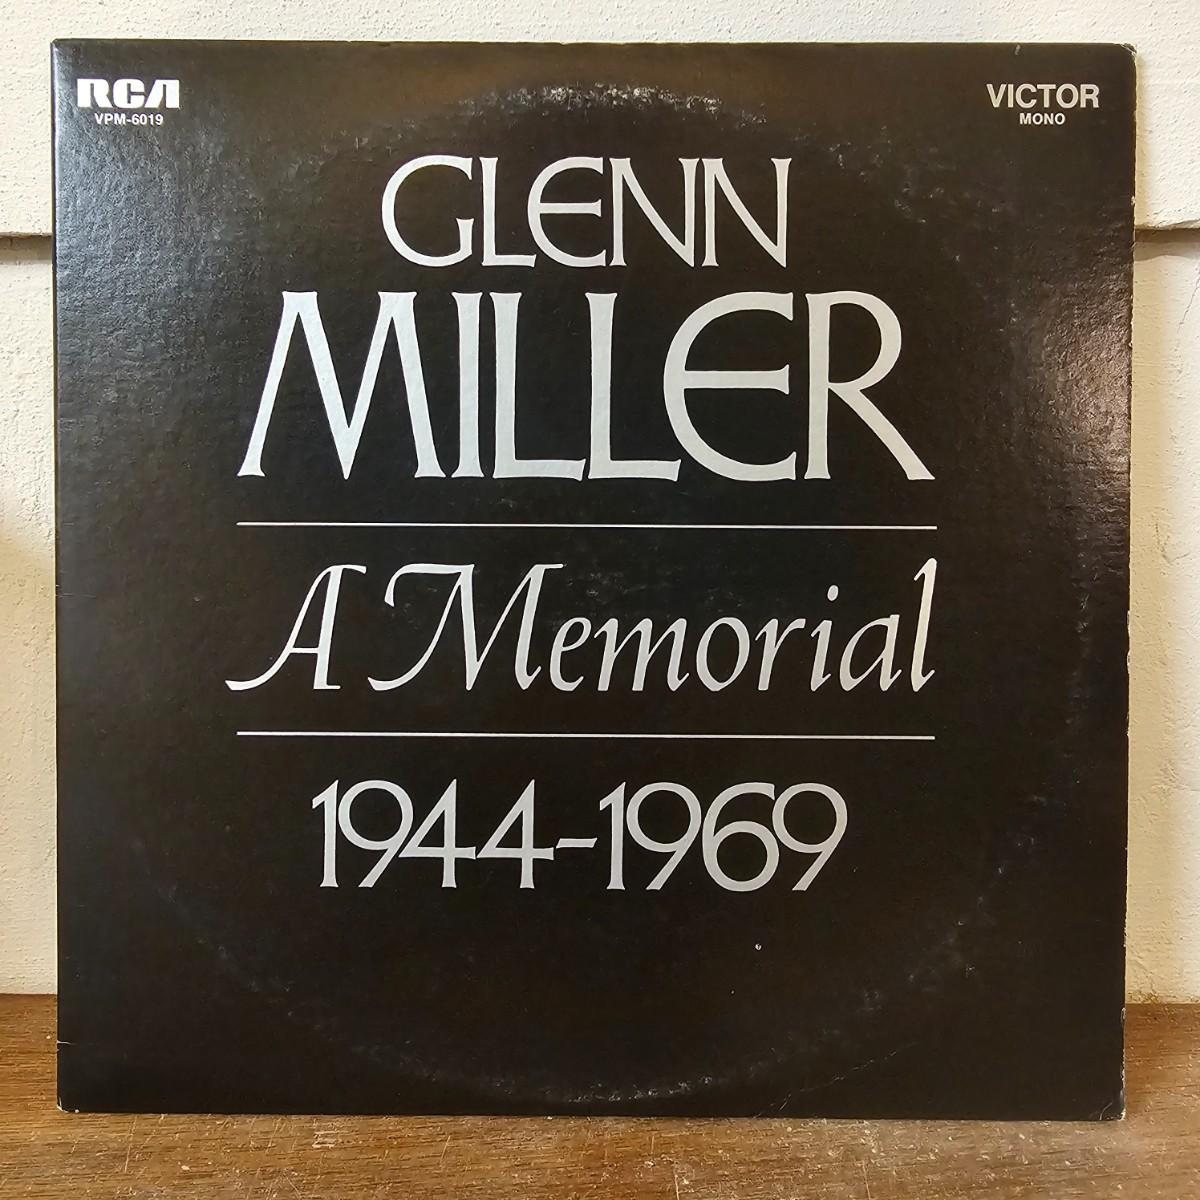 RCA
VPM-6019
VICTOR
MONO
GLENN
MILLER
A Memorial
1944-1969